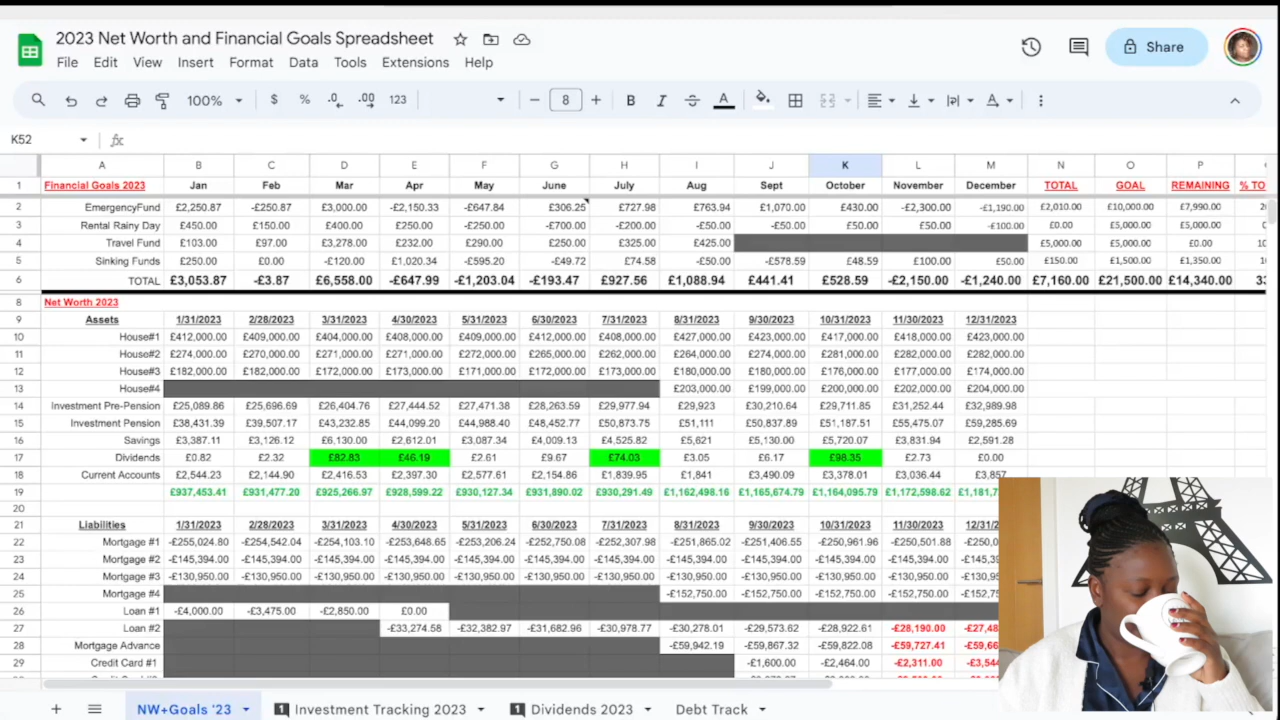 2023 Net Worth and Financial Goals Spreadsheet
File Edit View Insert Format Data Tools Extensions Help
Share
100% $ % .0 .00 123 8 B I A
K52 fx
A B C D E F G H I J K L M N O P
1 Financial Goals 2023 Jan Feb Mar Apr May June July Aug Sept October November December TOTAL GOAL REMAINING % TO
2 EmergencyFund £2,250.87 -£250.87 £3,000.00 -£2,150.33 -£647.84 £306.25 £727.98 £763.94 £1,070.00 £430.00 -£2,300.00 -£1,190.00 £2,010.00 £10,000.00 £7,990.00
3 Rental Rainy Day £450.00 £150.00 £400.00 £250.00 -£250.00 -£700.00 -£200.00 -£50.00 -£50.00 £50.00 £50.00 -£100.00 £0.00 £5,000.00 £5,000.00
4 Travel Fund £103.00 £97.00 £3,278.00 £232.00 £290.00 £250.00 £325.00 £425.00 £5,000.00 £5,000.00 £0.00
5 Sinking Funds £250.00 £0.00 -£120.00 £1,020.34 -£595.20 -£49.72 £74.58 -£50.00 -£578.59 £48.59 £100.00 £50.00 £150.00 £1,500.00 £1,350.00
6 TOTAL £3,053.87 -£3.87 £6,558.00 -£647.99 -£1,203.04 -£193.47 £927.56 £1,088.94 £441.41 £528.59 -£2,150.00 -£1,240.00 £7,160.00 £21,500.00 £14,340.00
8 Net Worth 2023
9 Assets 1/31/2023 2/28/2023 3/31/2023 4/30/2023 5/31/2023 6/30/2023 7/31/2023 8/31/2023 9/30/2023 10/31/2023 11/30/2023 12/31/2023
10 House#1 £412,000.00 £409,000.00 £404,000.00 £408,000.00 £409,000.00 £412,000.00 £408,000.00 £427,000.00 £423,000.00 £417,000.00 £418,000.00 £423,000.00
11 House#2 £274,000.00 £270,000.00 £271,000.00 £271,000.00 £272,000.00 £265,000.00 £262,000.00 £264,000.00 £274,000.00 £281,000.00 £282,000.00 £282,000.00
12 House#3 £182,000.00 £182,000.00 £172,000.00 £173,000.00 £171,000.00 £172,000.00 £173,000.00 £180,000.00 £180,000.00 £176,000.00 £177,000.00 £174,000.00
13 House#4 £203,000.00 £199,000.00 £200,000.00 £202,000.00 £204,000.00
14 Investment Pre-Pension £25,089.86 £25,696.69 £26,404.76 £27,444.52 £27,471.38 £28,263.59 £29,977.94 £29,923 £30,210.64 £29,711.85 £31,252.44 £32,989.98
15 Investment Pension £38,431.39 £39,507.17 £43,232.85 £44,099.20 £44,988.40 £48,452.77 £50,873.75 £51,111 £50,837.89 £51,187.51 £55,475.07 £59,285.69
16 Savings £3,387.11 £3,126.12 £6,130.00 £2,612.01 £3,087.34 £4,009.13 £4,525.82 £5,621 £5,130.00 £5,720.07 £3,831.94 £2,591.28
17 Dividends £0.82 £2.32 £82.83 £46.19 £2.61 £9.67 £74.03 £3.05 £6.17 £98.35 £2.73 £0.00
18 Current Accounts £2,544.23 £2,144.90 £2,416.53 £2,397.30 £2,577.61 £2,154.86 £1,839.95 £1,841 £3,490.09 £3,378.01 £3,036.44 £3,857
19 £937,453.41 £931,477.20 £925,266.97 £928,599.22 £930,127.34 £931,890.02 £930,291.49 £1,162,498.16 £1,165,674.79 £1,164,095.79 £1,172,598.62 £1,181,7
20
21 Liabilities 1/31/2023 2/28/2023 3/31/2023 4/30/2023 5/31/2023 6/30/2023 7/31/2023 8/31/2023 9/30/2023 10/31/2023 11/30/2023 12/31/2
22 Mortgage #1 -£255,024.80 -£254,542.04 -£254,103.10 -£253,648.65 -£253,206.24 -£252,750.08 -£252,307.98 -£251,865.02 -£251,406.55 -£250,961.96 -£250,501.88 -£250,0
23 Mortgage #2 -£145,394.00 -£145,394.00 -£145,394.00 -£145,394.00 -£145,394.00 -£145,394.00 -£145,394.00 -£145,394.00 -£145,394.00 -£145,394.00 -£145,394.00 -£145,3
24 Mortgage #3 -£130,950.00 -£130,950.00 -£130,950.00 -£130,950.00 -£130,950.00 -£130,950.00 -£130,950.00 -£130,950.00 -£130,950.00 -£130,950.00 -£130,950.00 -£130,9
25 Mortgage #4 -£152,750.00 -£152,750.00 -£152,750.00 -£152,750.00 -£152,7
26 Loan #1 -£4,000.00 -£3,475.00 -£2,850.00 £0.00
27 Loan #2 -£33,274.58 -£32,382.97 -£31,682.96 -£30,978.77 -£30,278.01 -£29,573.62 -£28,922.61 -£28,190.00 -£27,48
28 Mortgage Advance -£59,942.19 -£59,867.32 -£59,822.08 -£59,727.41 -£59,66
29 Credit Card #1 -£1,600.00 -£2,464.00 -£2,311.00 -£3,544
NW+Goals '23 1 Investment Tracking 2023 1 Dividends 2023 Debt Track